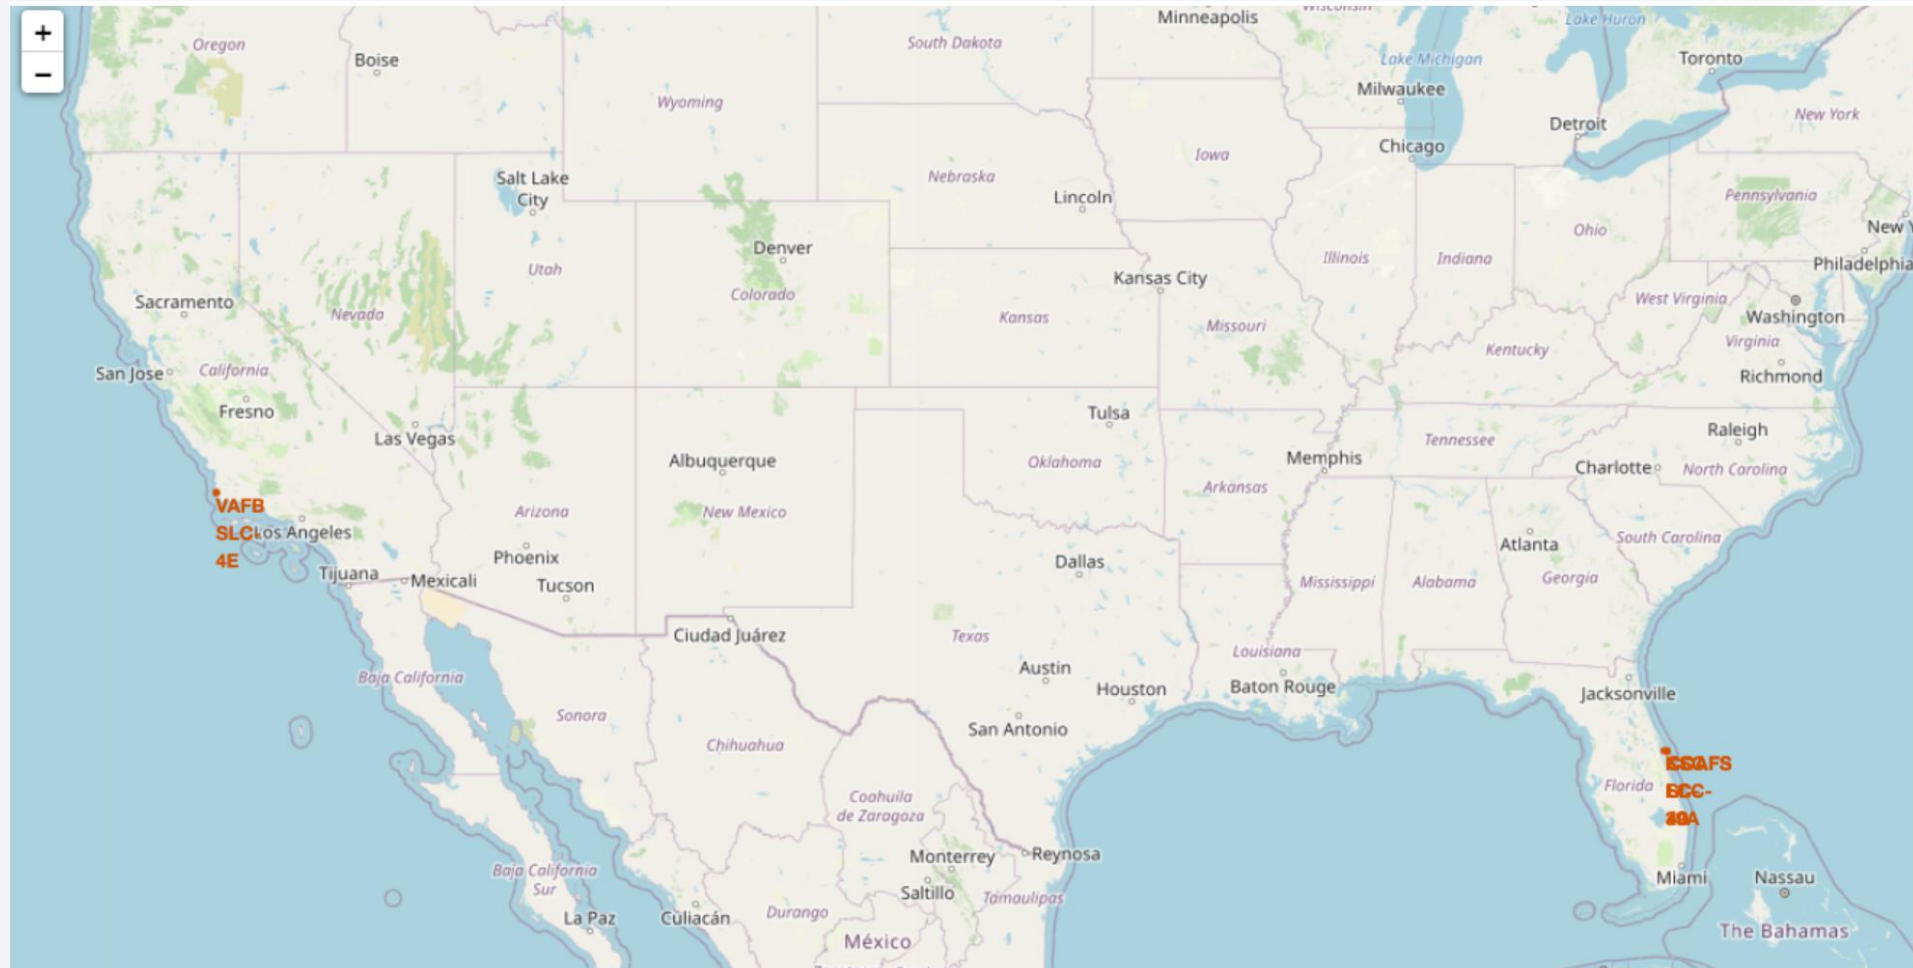 +
−
Oregon
Boise
South Dakota
Minneapolis
Wisconsin
Lake Huron
Lake Michigan
Toronto
Wyoming
Milwaukee
Detroit
New York
Chicago
Iowa
Salt Lake
City
Nebraska
Lincoln
Pennsylvania
New Y
Denver
Utah
Colorado
Kansas City
Illinois
Indiana
Ohio
Philadelphia
Sacramento
Nevada
Kansas
Missouri
West Virginia
Washington
Virginia
Kentucky
San Jose
California
Richmond
Fresno
Las Vegas
Tulsa
Raleigh
Albuquerque
Oklahoma
Memphis
Tennessee
Charlotte
North Carolina
Arkansas
VAFB
SLC-
4E
Los Angeles
Arizona
New Mexico
Phoenix
Tucson
Dallas
Atlanta
South Carolina
Tijuana
Mexicali
Mississippi
Alabama
Georgia
Ciudad Juárez
Texas
Louisiana
Austin
Houston
Baton Rouge
Jacksonville
Baja California
Sonora
San Antonio
Chihuahua
Florida
Coahuila
de Zaragoza
Monterrey
Reynosa
Saltillo
Tamaulipas
Miami
Nassau
Baja California
Sur
La Paz
Culiacán
Durango
México
The Bahamas